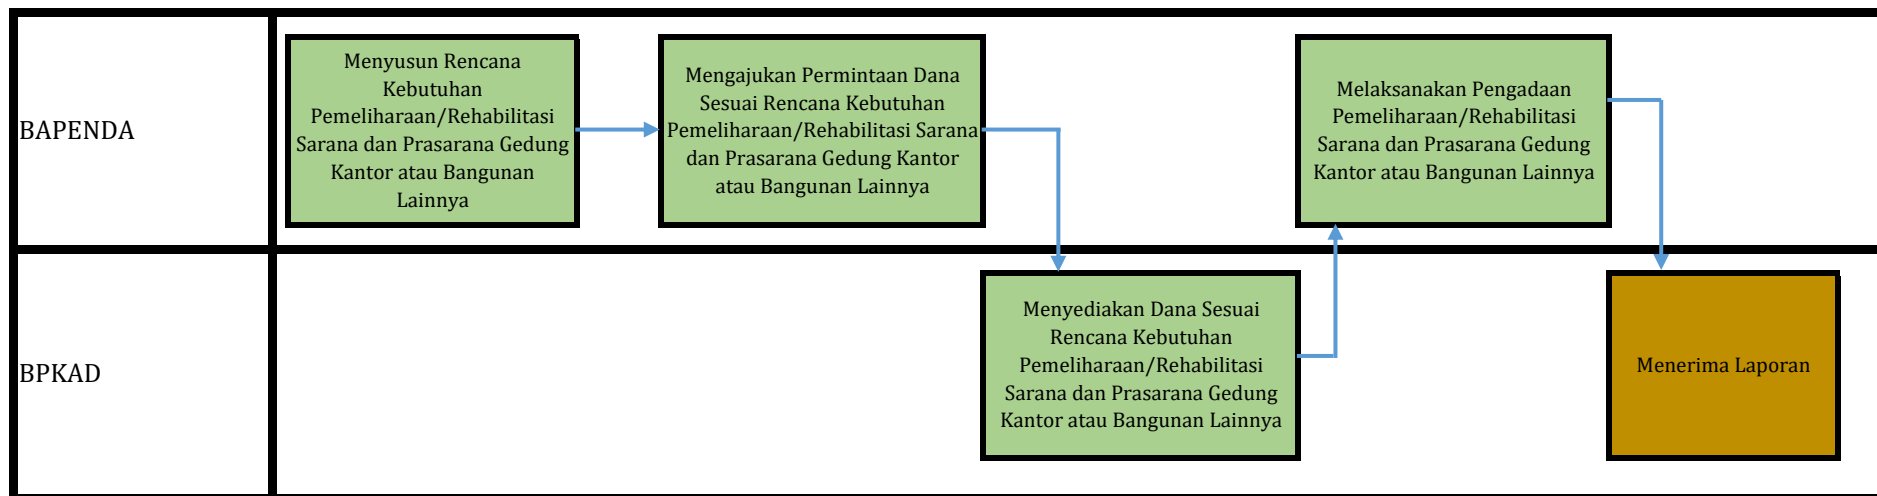 BAPENDA
Menyusun Rencana
Kebutuhan
Pemeliharaan/Rehabilitasi
Sarana dan Prasarana Gedung
Kantor atau Bangunan
Lainnya
Mengajukan Permintaan Dana
Sesuai Rencana Kebutuhan
Pemeliharaan/Rehabilitasi Sarana
dan Prasarana Gedung Kantor
atau Bangunan Lainnya
Melaksanakan Pengadaan
Pemeliharaan/Rehabilitasi
Sarana dan Prasarana Gedung
Kantor atau Bangunan Lainnya
BPKAD
Menyediakan Dana Sesuai
Rencana Kebutuhan
Pemeliharaan/Rehabilitasi
Sarana dan Prasarana Gedung
Kantor atau Bangunan Lainnya
Menerima Laporan